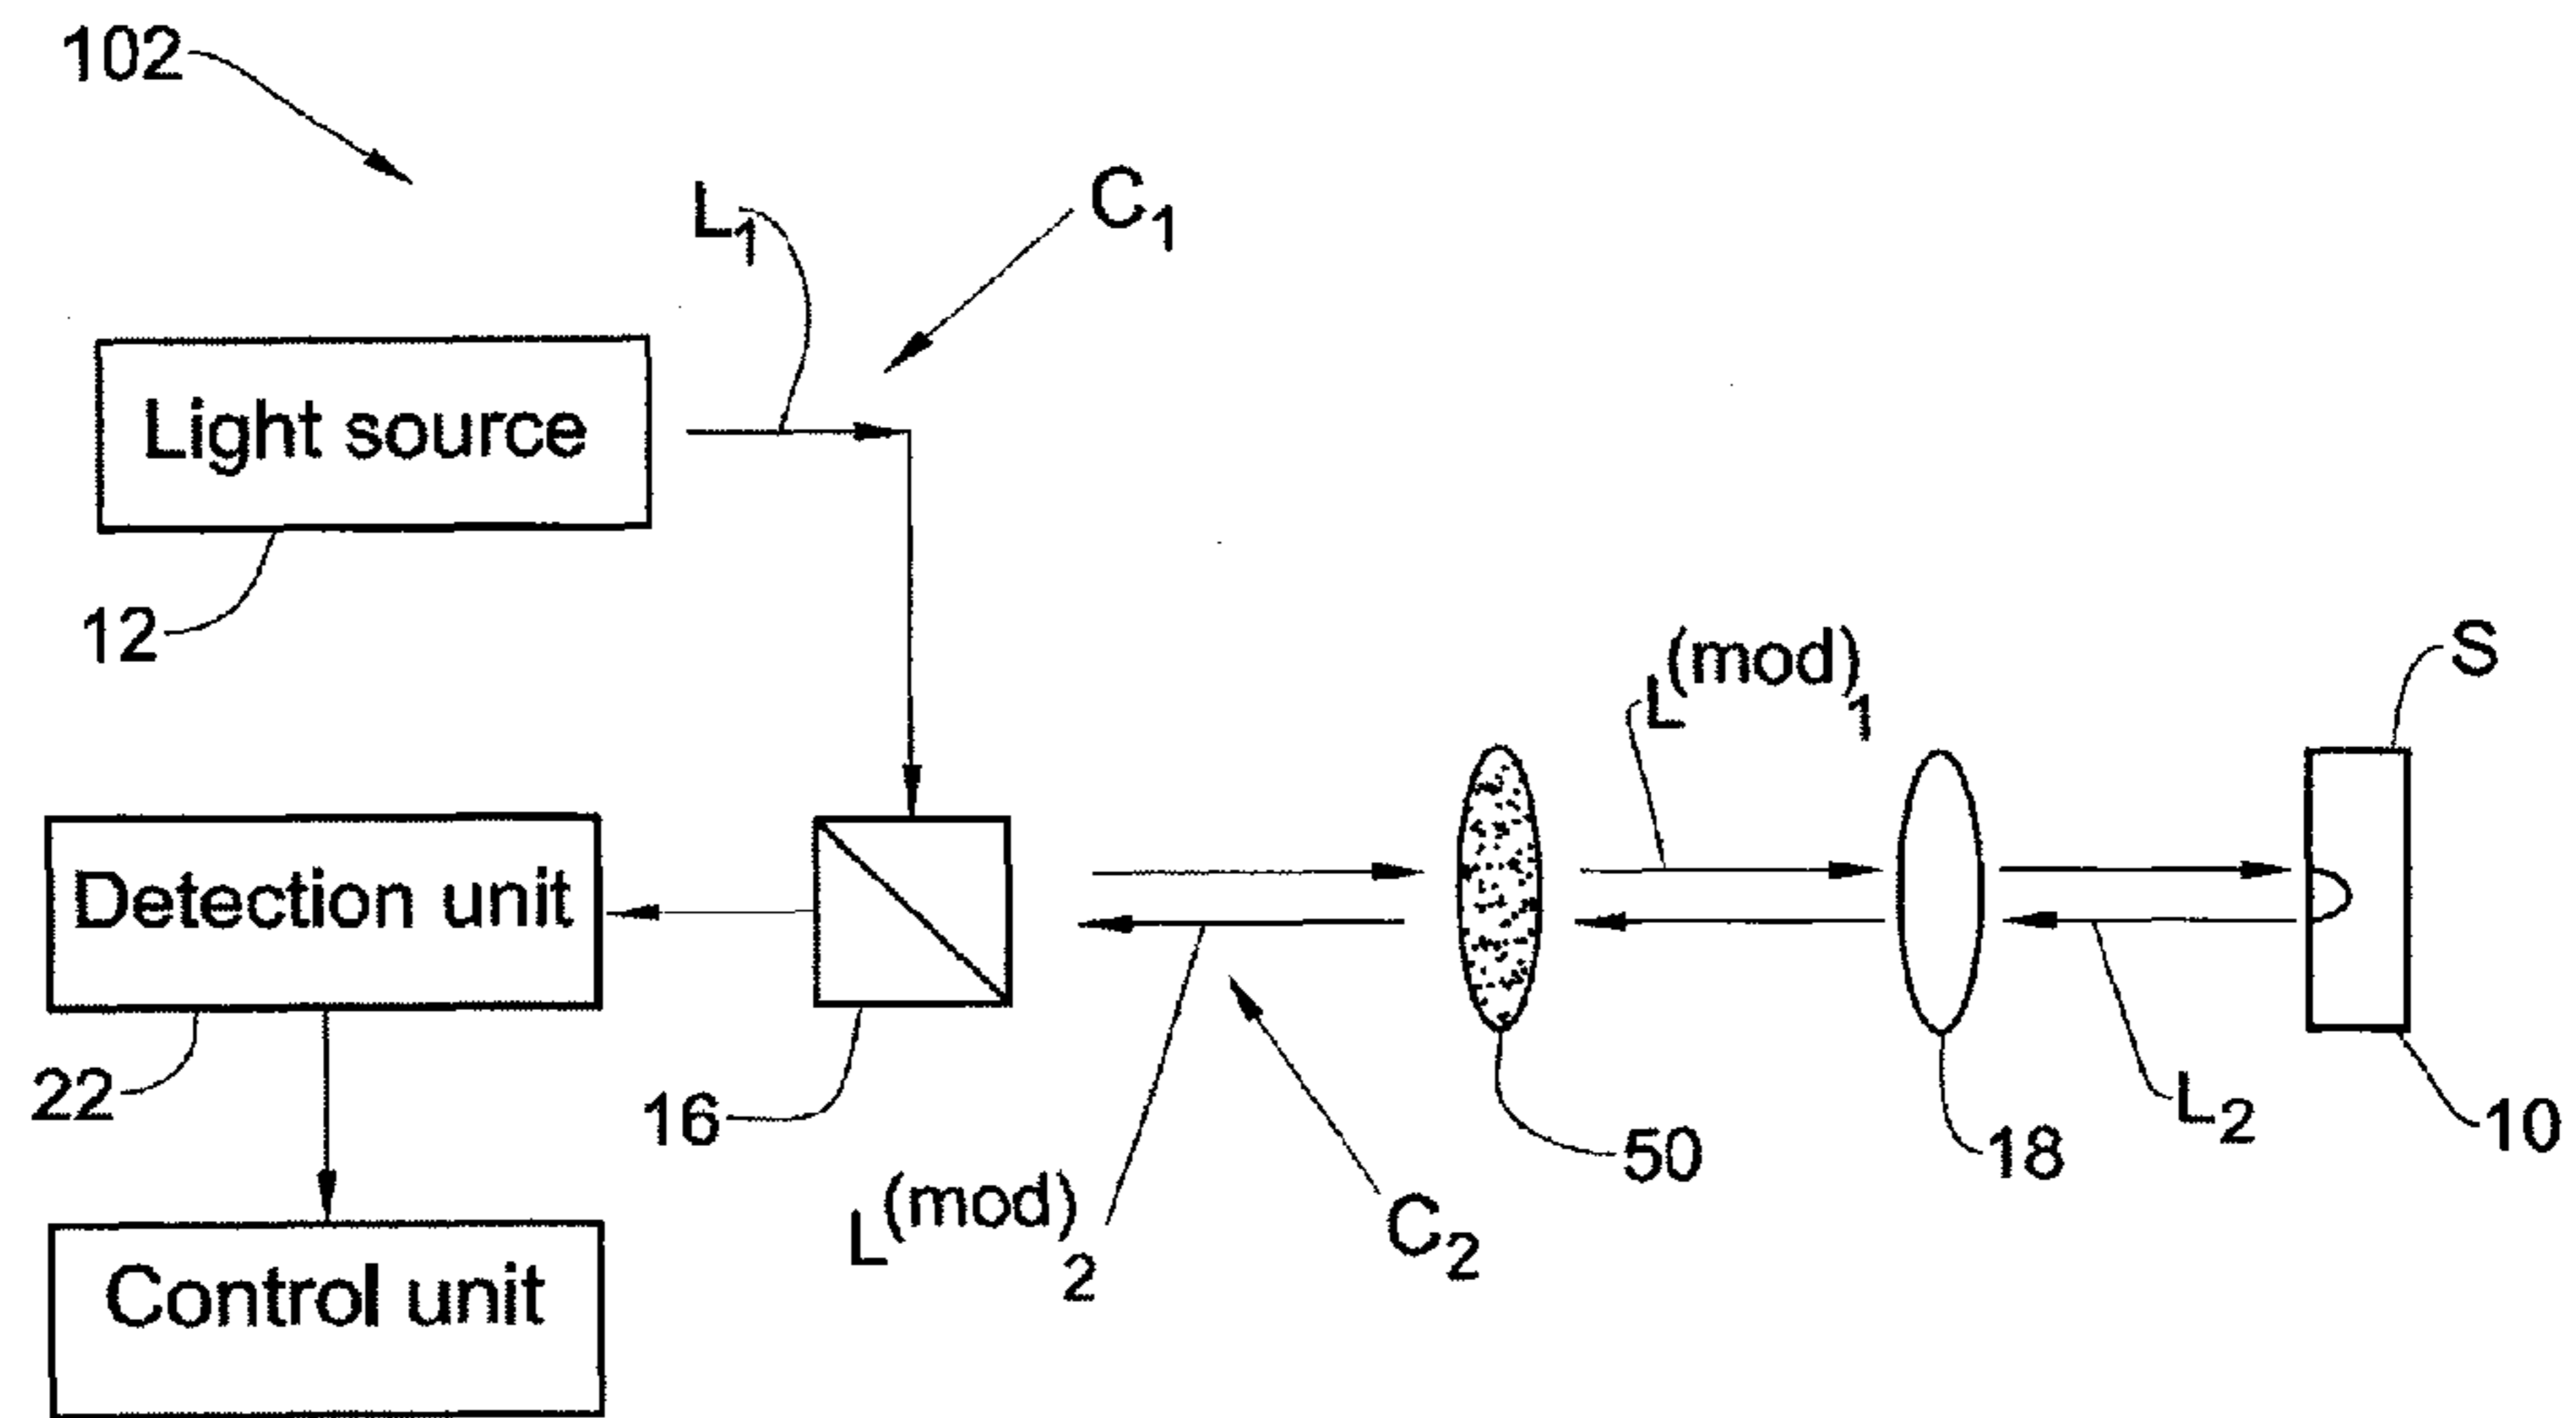 102
L1
C1
Light source
12
L(mod)1
S
Detection unit
22
16
50
18
L2
10
L(mod)2
C2
Control unit